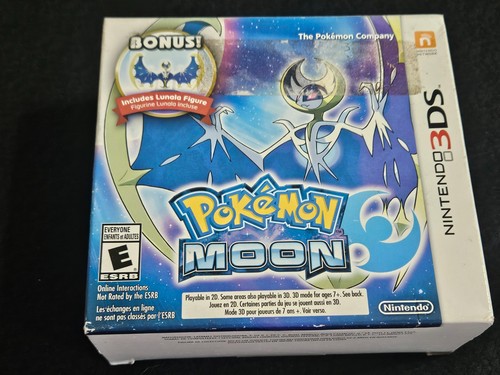 BONUS!
Includes Lunala Figure
Figurine Lunala incluse
The Pokémon Company
NINTENDO 3DS
POKéMON
MOON
EVERYONE
ENFANTS et ADULTES
E
ESRB
Online Interactions
Not Rated by the ESRB
Les échanges en ligne
ne sont pas classés par l'ESRB
Playable in 2D. Some areas also playable in 3D. 3D mode for ages 7+. See back.
Jouez en 2D. Certaines parties du jeu se jouent aussi en 3D.
Mode 3D pour joueurs de 7 ans +. Voir verso.
Nintendo